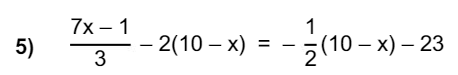 5) (7x – 1)/3 – 2(10 – x) = – 1/2(10 – x) – 23